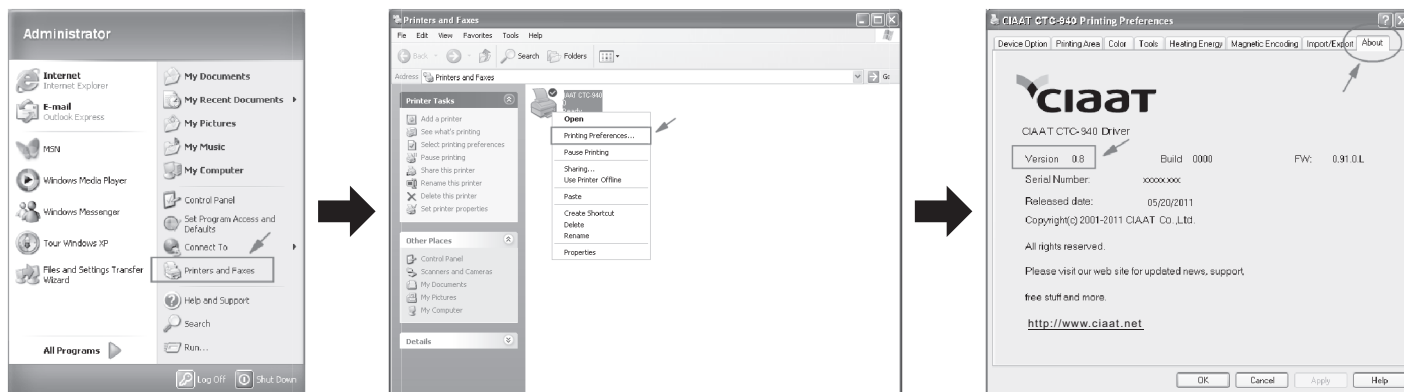 Administrator
Internet
Internet Explorer
E-mail
Outlook Express
MSN
Windows Media Player
Windows Messenger
Tour Windows XP
Files and Settings Transfer
Wizard
All Programs
My Documents
My Recent Documents
My Pictures
My Music
My Computer
Control Panel
Set Program Access and
Defaults
Connect To
Printers and Faxes
Help and Support
Search
Run...
Log Off
Shut Down
Printers and Faxes
File Edit View Favorites Tools Help
Back Search Folders
Address Printers and Faxes
Printer Tasks
Add a printer
See what's printing
Select printing preferences
Pause printing
Share this printer
Rename this printer
Delete this printer
Set printer properties
Other Places
Control Panel
Scanners and Cameras
My Documents
My Pictures
My Computer
Details
CTC-940
0
Ready
Open
Printing Preferences...
Pause Printing
Sharing...
Use Printer Offline
Paste
Create Shortcut
Delete
Rename
Properties
CIAAT CTC-940 Printing Preferences
Device Option Printing Area Color Tools Heating Energy Magnetic Encoding Import/Export About
CIAAT
CIAAT CTC-940 Driver
Version 0.8 Build 0000 FW: 0.91.0.L
Serial Number: xxxxxxxx
Released date: 05/20/2011
Copyright(c) 2001-2011 CIAAT Co.,Ltd.
All rights reserved.
Please visit our web site for updated news, support,
free stuff and more.
http://www.ciaat.net
OK Cancel Apply Help